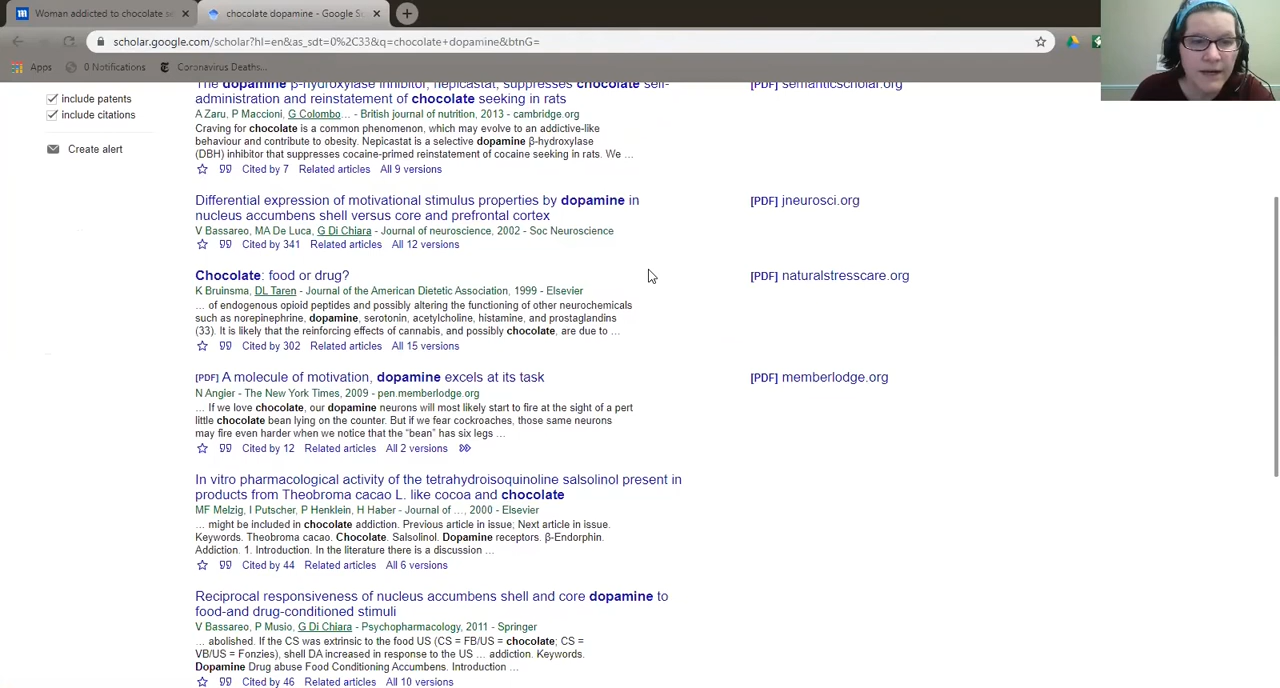 Woman addicted to chocolate s
chocolate dopamine - Google S
scholar.google.com/scholar?hl=en&as_sdt=0%2C33&q=chocolate+dopamine&btnG=
Apps
0 Notifications
Coronavirus Deaths...
include patents
include citations
Create alert
The dopamine β-hydroxylase inhibitor, nepicastat, suppresses chocolate self-
administration and reinstatement of chocolate seeking in rats
[PDF] semanticscholar.org
A Zaru, P Maccioni, G Colombo... - British journal of nutrition, 2013 - cambridge.org
Craving for chocolate is a common phenomenon, which may evolve to an addictive-like
behaviour and contribute to obesity. Nepicastat is a selective dopamine β-hydroxylase
(DBH) inhibitor that suppresses cocaine-primed reinstatement of cocaine seeking in rats. We ...
Cited by 7 Related articles All 9 versions
Differential expression of motivational stimulus properties by dopamine in
nucleus accumbens shell versus core and prefrontal cortex
[PDF] jneurosci.org
V Bassareo, MA De Luca, G Di Chiara - Journal of neuroscience, 2002 - Soc Neuroscience
Cited by 341 Related articles All 12 versions
Chocolate: food or drug?
[PDF] naturalstresscare.org
K Bruinsma, DL Taren - Journal of the American Dietetic Association, 1999 - Elsevier
... of endogenous opioid peptides and possibly altering the functioning of other neurochemicals
such as norepinephrine, dopamine, serotonin, acetylcholine, histamine, and prostaglandins
(33). It is likely that the reinforcing effects of cannabis, and possibly chocolate, are due to ...
Cited by 302 Related articles All 15 versions
[PDF] A molecule of motivation, dopamine excels at its task
[PDF] memberlodge.org
N Angier - The New York Times, 2009 - pen.memberlodge.org
... If we love chocolate, our dopamine neurons will most likely start to fire at the sight of a pert
little chocolate bean lying on the counter. But if we fear cockroaches, those same neurons
may fire even harder when we notice that the "bean" has six legs ...
Cited by 12 Related articles All 2 versions
In vitro pharmacological activity of the tetrahydroisoquinoline salsolinol present in
products from Theobroma cacao L. like cocoa and chocolate
MF Melzig, I Putscher, P Henklein, H Haber - Journal of ..., 2000 - Elsevier
... might be included in chocolate addiction. Previous article in issue; Next article in issue.
Keywords. Theobroma cacao. Chocolate. Salsolinol. Dopamine receptors. β-Endorphin.
Addiction. 1. Introduction. In the literature there is a discussion ...
Cited by 44 Related articles All 6 versions
Reciprocal responsiveness of nucleus accumbens shell and core dopamine to
food-and drug-conditioned stimuli
V Bassareo, P Musio, G Di Chiara - Psychopharmacology, 2011 - Springer
... abolished. If the CS was extrinsic to the food US (CS = FB/US = chocolate; CS =
VB/US = Fonzies), shell DA increased in response to the US ... addiction. Keywords.
Dopamine Drug abuse Food Conditioning Accumbens. Introduction ...
Cited by 46 Related articles All 10 versions